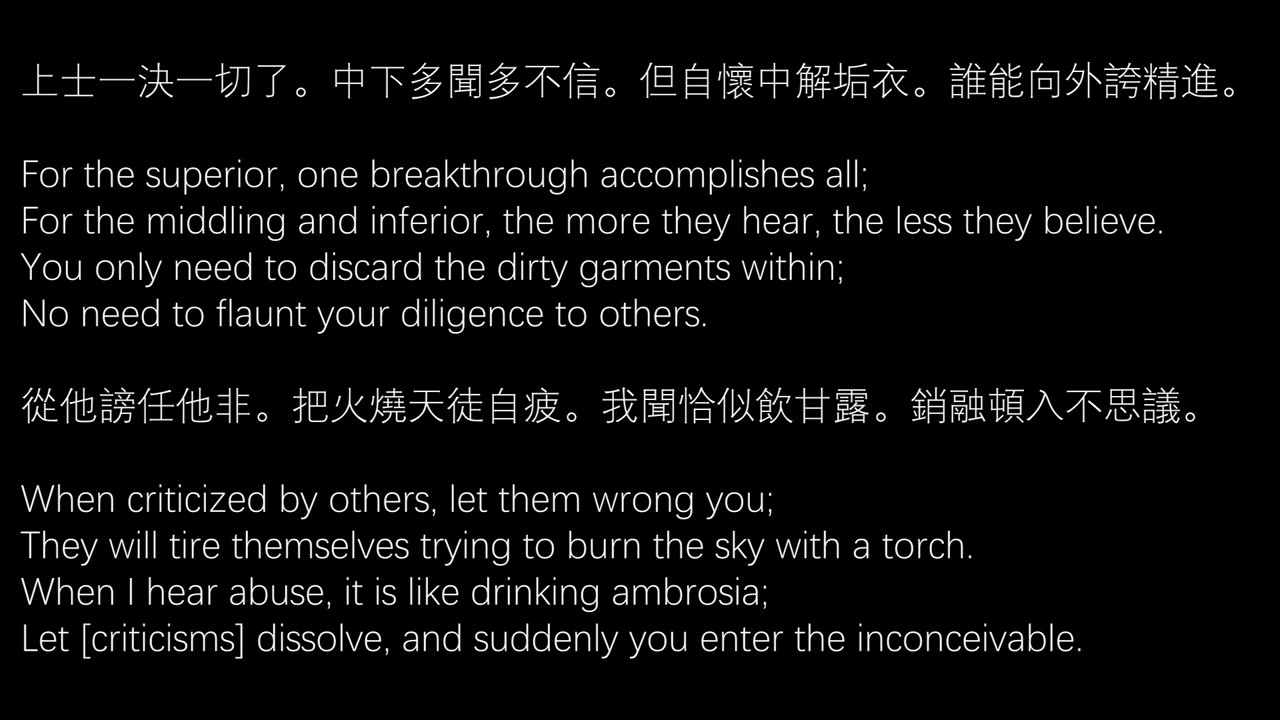 上士一決一切了。中下多聞多不信。但自懷中解垢衣。誰能向外誇精進。
For the superior, one breakthrough accomplishes all;
For the middling and inferior, the more they hear, the less they believe.
You only need to discard the dirty garments within;
No need to flaunt your diligence to others.
從他謗任他非。把火燒天徒自疲。我聞恰似飲甘露。銷融頓入不思議。
When criticized by others, let them wrong you;
They will tire themselves trying to burn the sky with a torch.
When I hear abuse, it is like drinking ambrosia;
Let [criticisms] dissolve, and suddenly you enter the inconceivable.